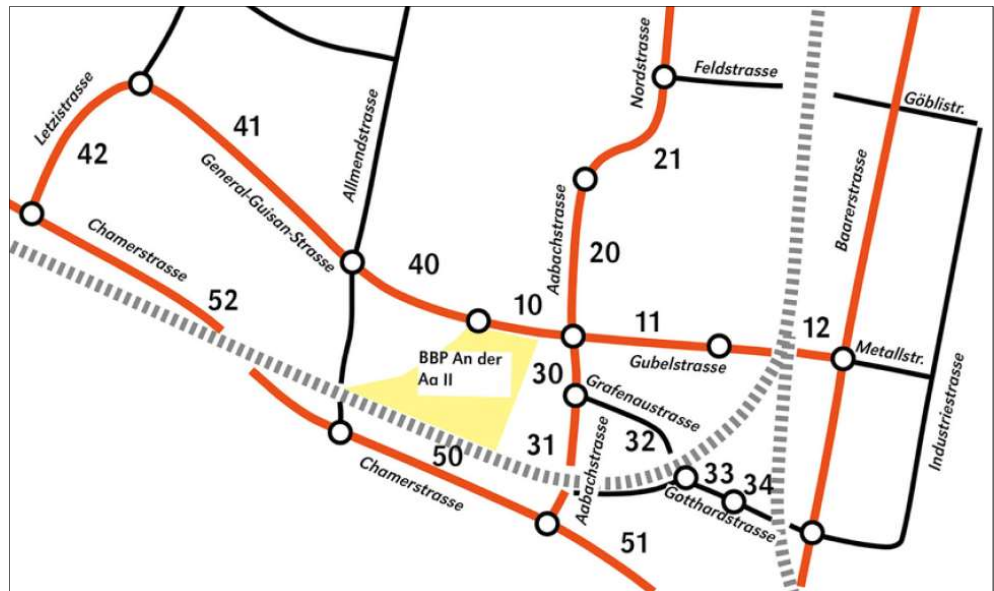 Nordstrasse
Feldstrasse
Göblistr.
Letzistrasse
41
42
Allmendstrasse
General-Guisan-Strasse
21
Aabachstrasse
Baarerstrasse
20
Chamerstrasse
52
40
10
11
12
Gubelstrasse
Metallstr.
BBP An der
Aa II
30
Grafenaustrasse
Industriestrasse
31
32
Aabachstrasse
50
33
34
Gotthardstrasse
Chamerstrasse
51